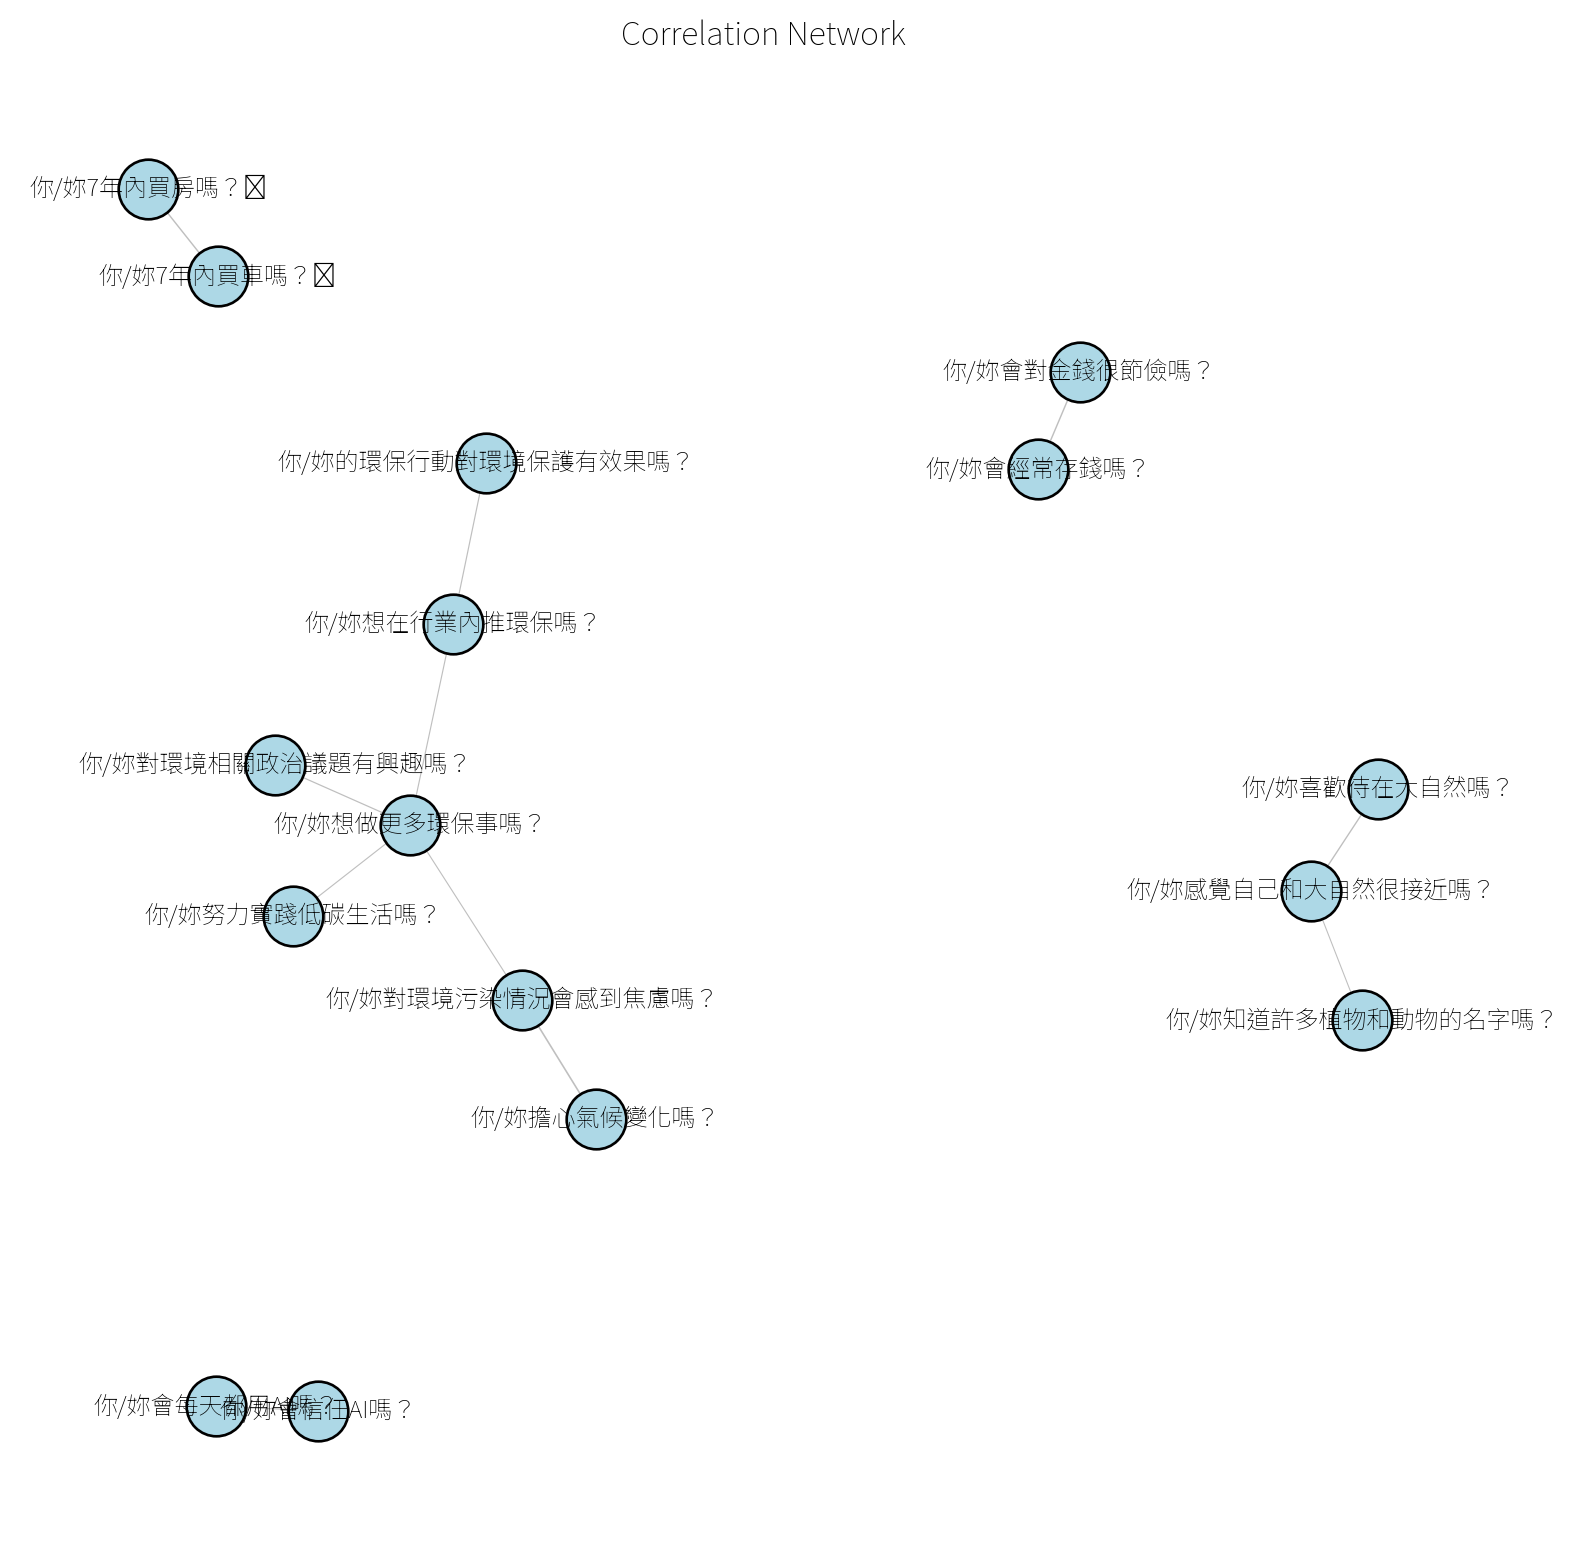 Correlation Network
你/妳7年內買房嗎？
你/妳7年內買車嗎？
你/妳會對金錢很節儉嗎？
你/妳的環保行動對環境保護有效果嗎？
你/妳會經常存錢嗎？
你/妳想在行業內推環保嗎？
你/妳對環境相關政治議題有興趣嗎？
你/妳喜歡待在大自然嗎？
你/妳想做更多環保事嗎？
你/妳感覺自己和大自然很接近嗎？
你/妳努力實踐低碳生活嗎？
你/妳對環境污染情況會感到焦慮嗎？
你/妳知道許多植物和動物的名字嗎？
你/妳擔心氣候變化嗎？
你/妳會每天都用AI嗎？
你/妳會信任AI嗎？